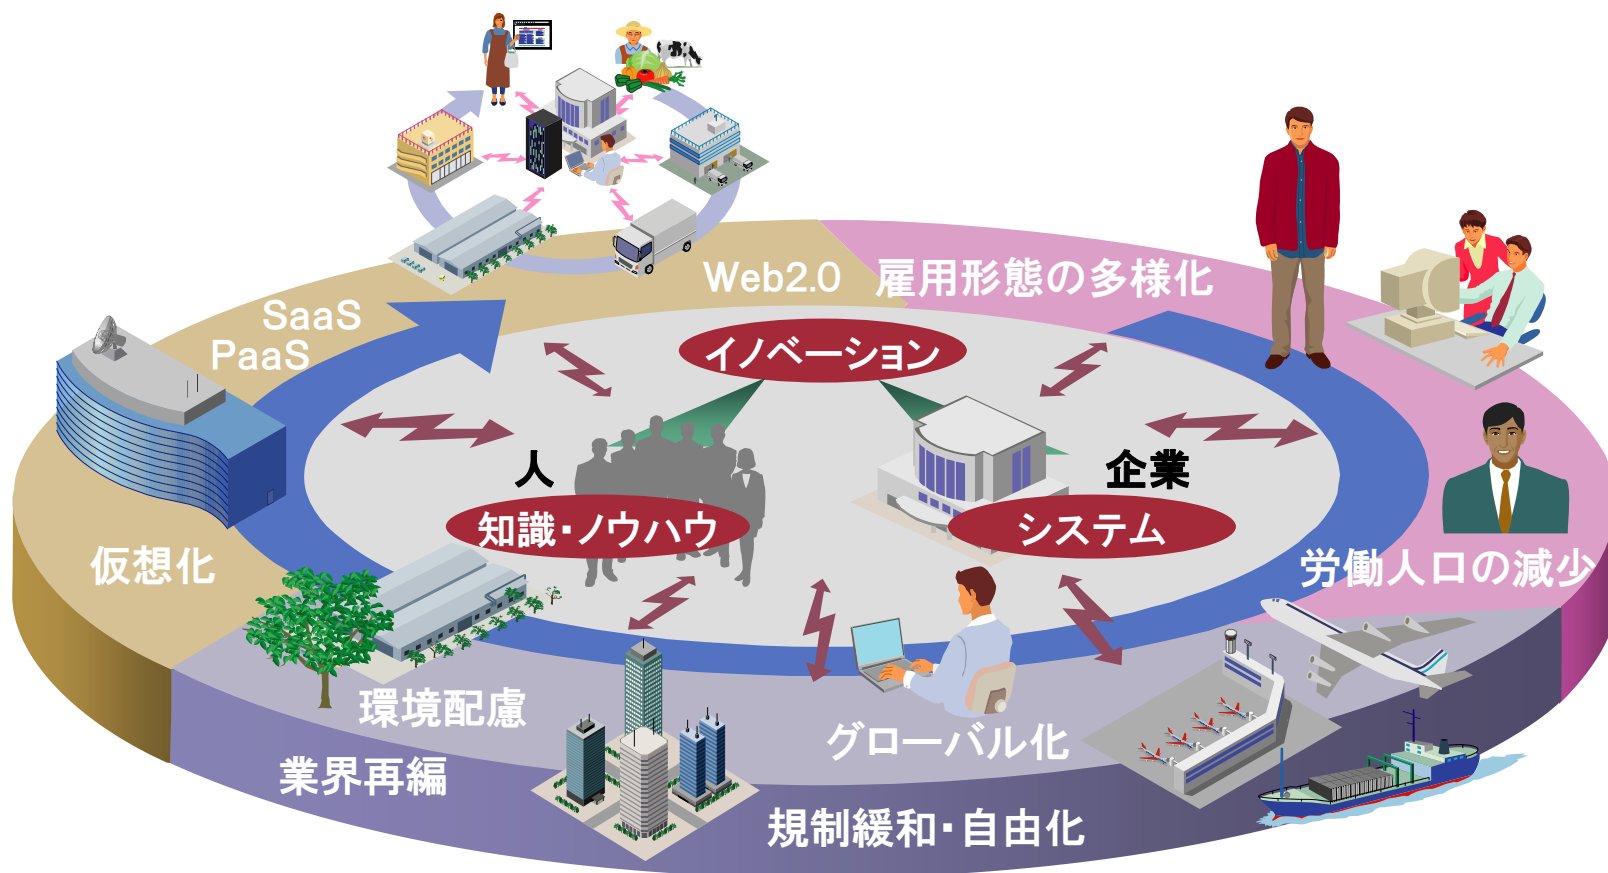 Web2.0
雇用形態の多様化
SaaS
PaaS
イノベーション
人
企業
知識・ノウハウ
システム
仮想化
労働人口の減少
環境配慮
グローバル化
業界再編
規制緩和・自由化